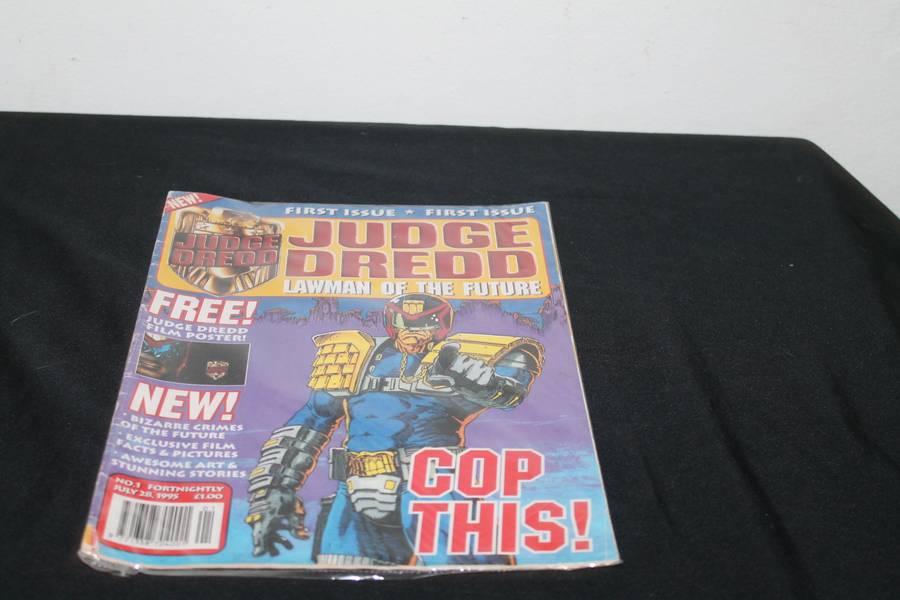 NEW!
FIRST ISSUE ★ FIRST ISSUE
JUDGE
DREDD
JUDGE
DREDD
LAWMAN OF THE FUTURE
FREE!
JUDGE DREDD
FILM POSTER!
NEW!
· BIZARRE CRIMES
OF THE FUTURE
· EXCLUSIVE FILM
FACTS & PICTURES
· AWESOME ART &
STUNNING STORIES
NO.1 FORTNIGHTLY
JULY 28, 1995 £1.00
COP
THIS!